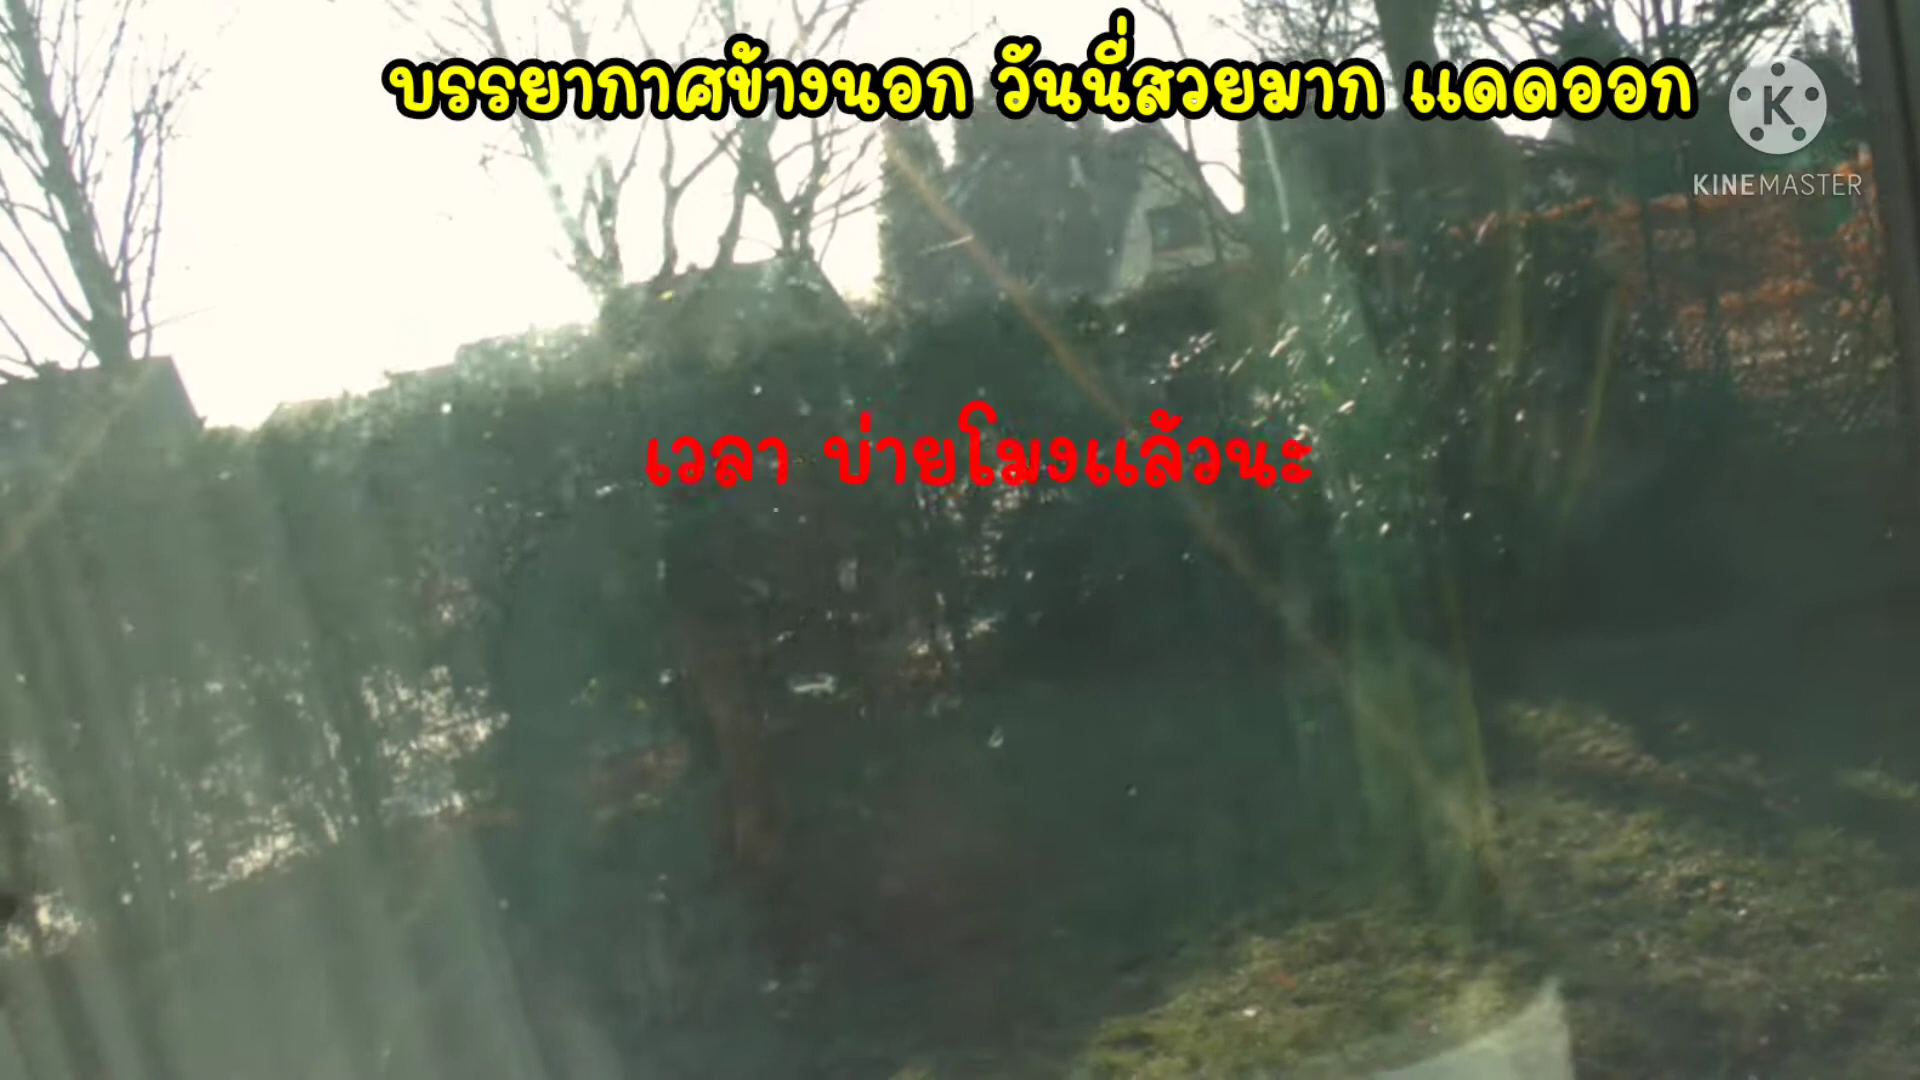 บรรยากาศข้างนอก วันนี่สวยมาก แดดออก
K
KINEMASTER
เวลา บ่ายโมงแล้วนะ